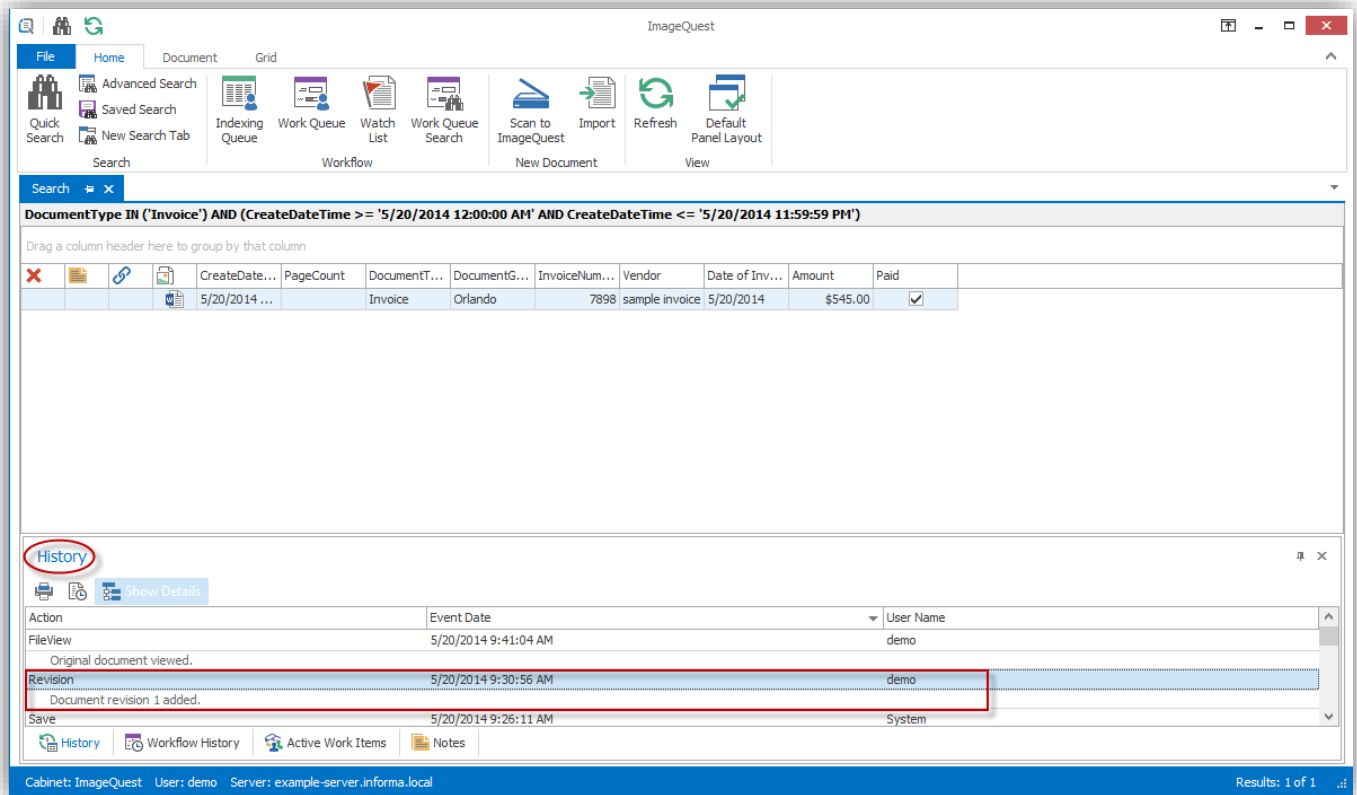 ImageQuest
File Home Document Grid
Quick Search
Advanced Search
Saved Search
New Search Tab
Indexing Queue
Work Queue
Watch List
Work Queue Search
Scan to ImageQuest
Import
Refresh
Default Panel Layout
Search Workflow New Document View
Search
DocumentType IN ('Invoice') AND (CreateDateTime >= '5/20/2014 12:00:00 AM' AND CreateDateTime <= '5/20/2014 11:59:59 PM')
Drag a column header here to group by that column
CreateDate... PageCount DocumentT... DocumentG... InvoiceNum... Vendor Date of Inv... Amount Paid
5/20/2014 ... Invoice Orlando 7898 sample invoice 5/20/2014 $545.00
History
Show Details
Action Event Date User Name
FileView 5/20/2014 9:41:04 AM demo
Original document viewed.
Revision 5/20/2014 9:30:56 AM demo
Document revision 1 added.
Save 5/20/2014 9:26:11 AM System
History Workflow History Active Work Items Notes
Cabinet: ImageQuest User: demo Server: example-server.informa.local Results: 1 of 1